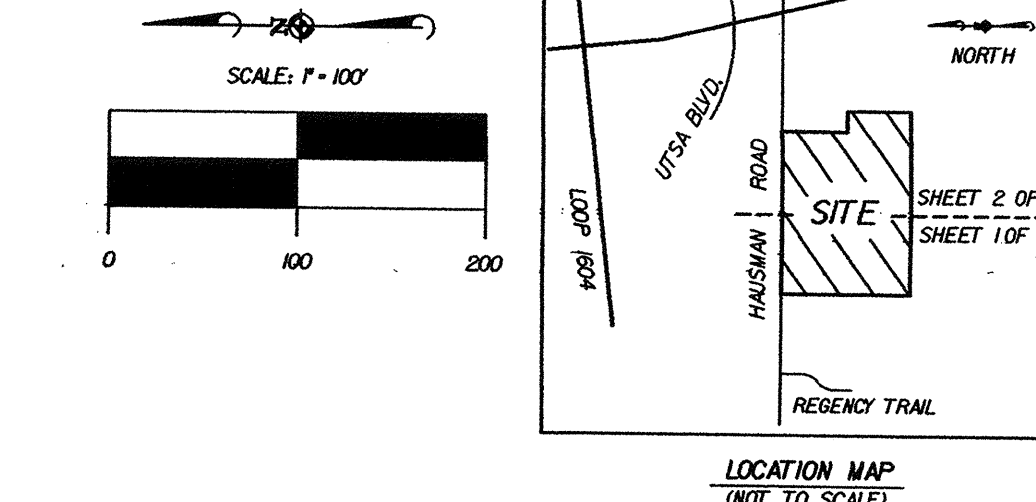 N
SCALE: 1" = 100'
0 100 200
NORTH
UTSA BLVD.
LOOP 1604
HAUSMAN ROAD
SITE
SHEET 2 OF
SHEET 1 OF
REGENCY TRAIL
LOCATION MAP
(NOT TO SCALE)